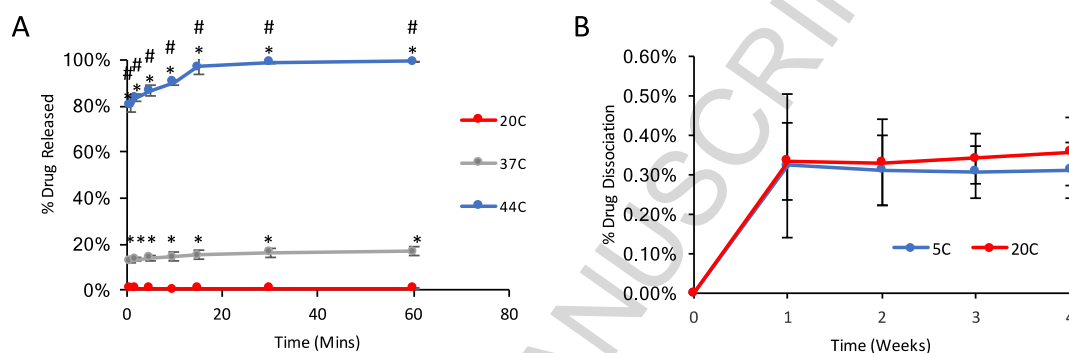 A
% Drug Released
100%
80%
60%
40%
20%
0%
# # # # # # #
* * * * * * *
* * * * * * *
0 20 40 60 80
Time (Mins)
20C
37C
44C
B
% Drug Dissociation
0.60%
0.50%
0.40%
0.30%
0.20%
0.10%
0.00%
0 1 2 3 4
Time (Weeks)
5C 20C